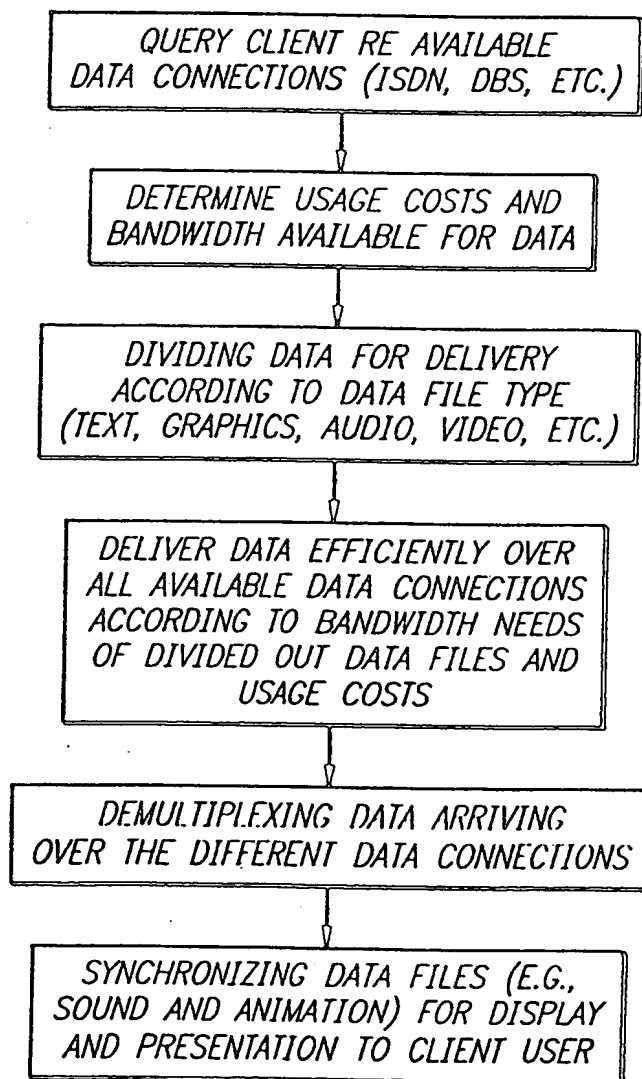 QUERY CLIENT RE AVAILABLE
DATA CONNECTIONS (ISDN, DBS, ETC.)
DETERMINE USAGE COSTS AND
BANDWIDTH AVAILABLE FOR DATA
DIVIDING DATA FOR DELIVERY
ACCORDING TO DATA FILE TYPE
(TEXT, GRAPHICS, AUDIO, VIDEO, ETC.)
DELIVER DATA EFFICIENTLY OVER
ALL AVAILABLE DATA CONNECTIONS
ACCORDING TO BANDWIDTH NEEDS
OF DIVIDED OUT DATA FILES AND
USAGE COSTS
DEMULTIPLEXING DATA ARRIVING
OVER THE DIFFERENT DATA CONNECTIONS
SYNCHRONIZING DATA FILES (E.G.,
SOUND AND ANIMATION) FOR DISPLAY
AND PRESENTATION TO CLIENT USER